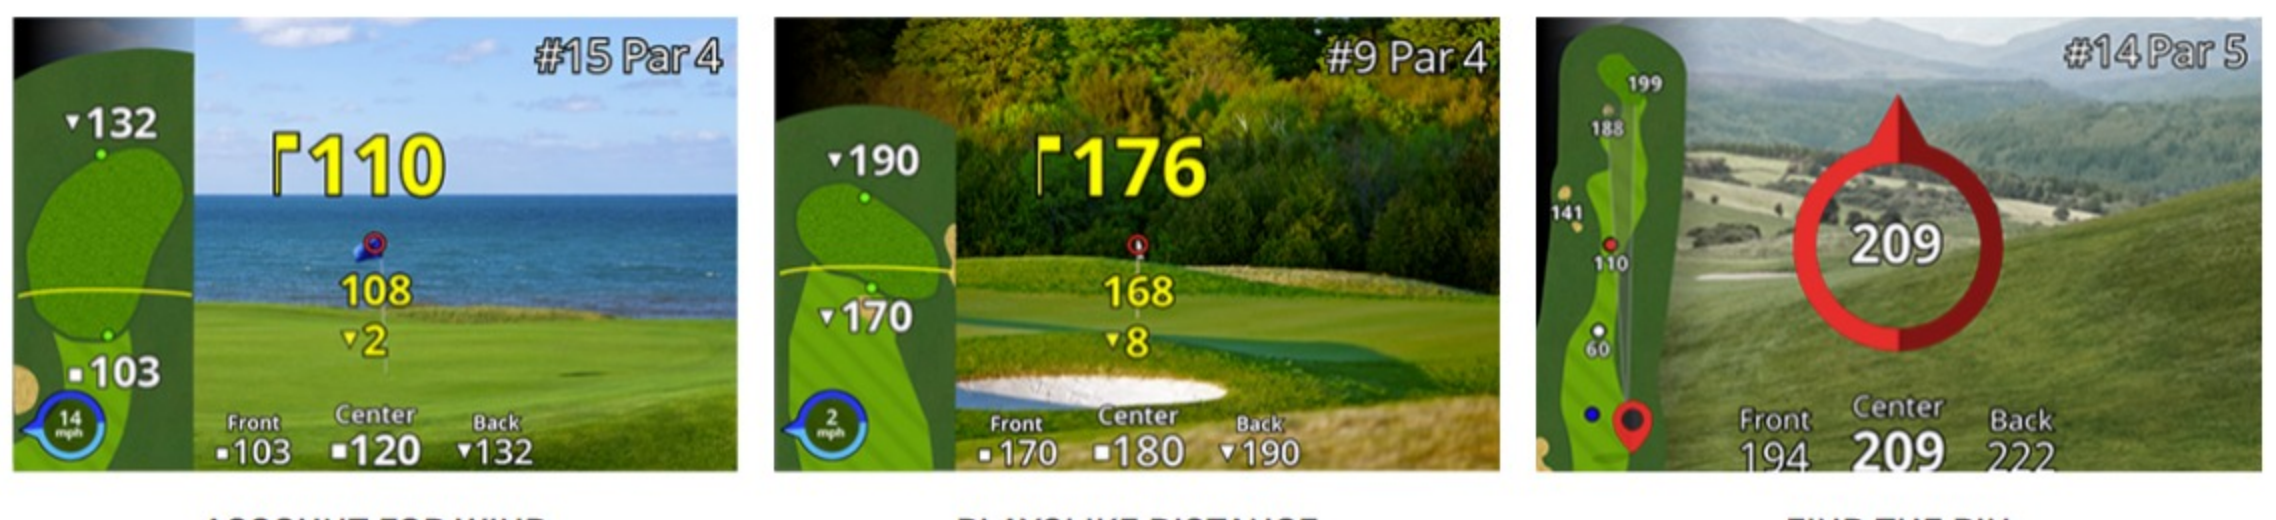 #15 Par 4
▼132
110
108
▼2
■103
14
mph
Front Center Back
■103 ■120 ▼132
#9 Par 4
▼190
176
168
▼170
▼8
2
mph
Front Center Back
■170 ■180 ▼190
#14 Par 5
199
188
141
209
110
60
Front Center Back
194 209 222